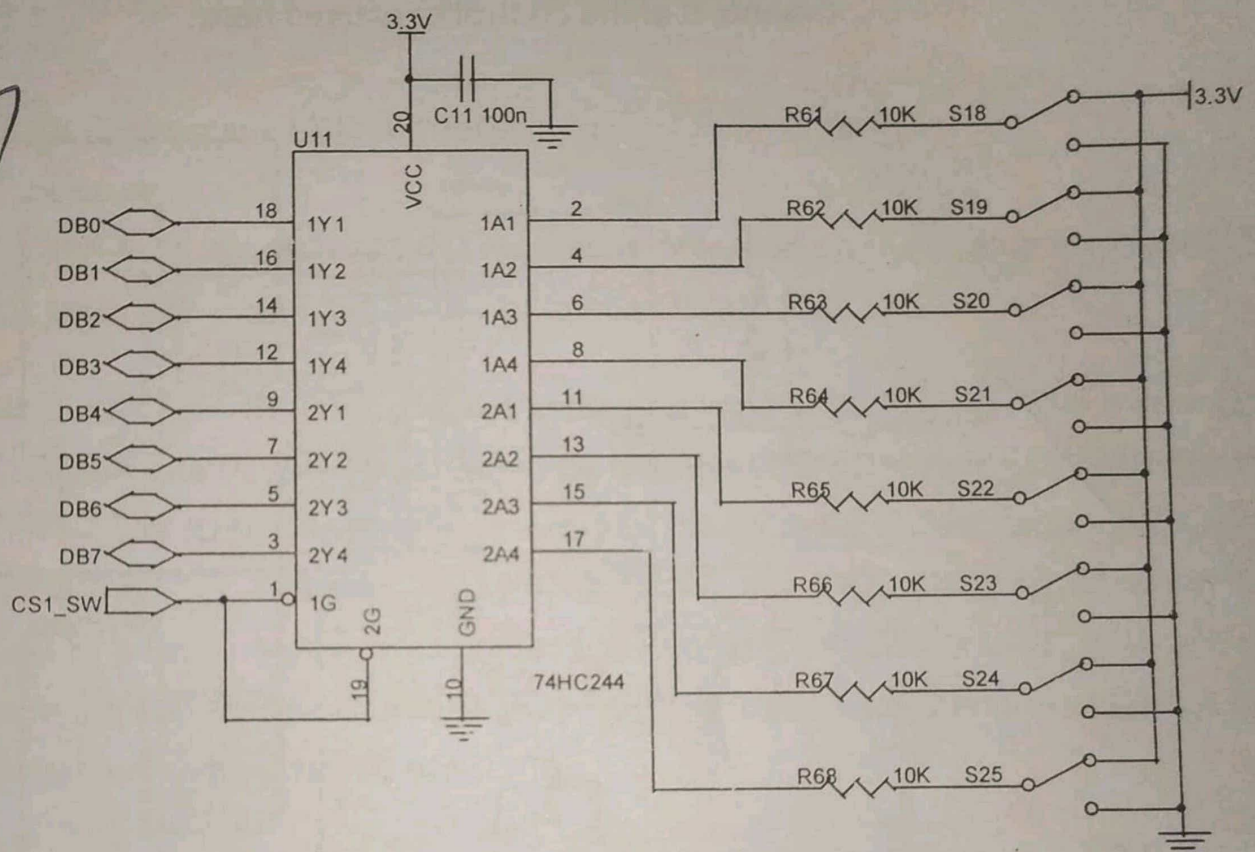 3.3V
C11 100n
20
U11
VCC
R61 10K S18
3.3V
DB0 18 1Y1 1A1 2
R62 10K S19
DB1 16 1Y2 1A2 4
DB2 14 1Y3 1A3 6
R63 10K S20
DB3 12 1Y4 1A4 8
R64 10K S21
DB4 9 2Y1 2A1 11
DB5 7 2Y2 2A2 13
R65 10K S22
DB6 5 2Y3 2A3 15
DB7 3 2Y4 2A4 17
CS1_SW 1 1G
R66 10K S23
2G
GND
19
10
74HC244
R67 10K S24
R68 10K S25